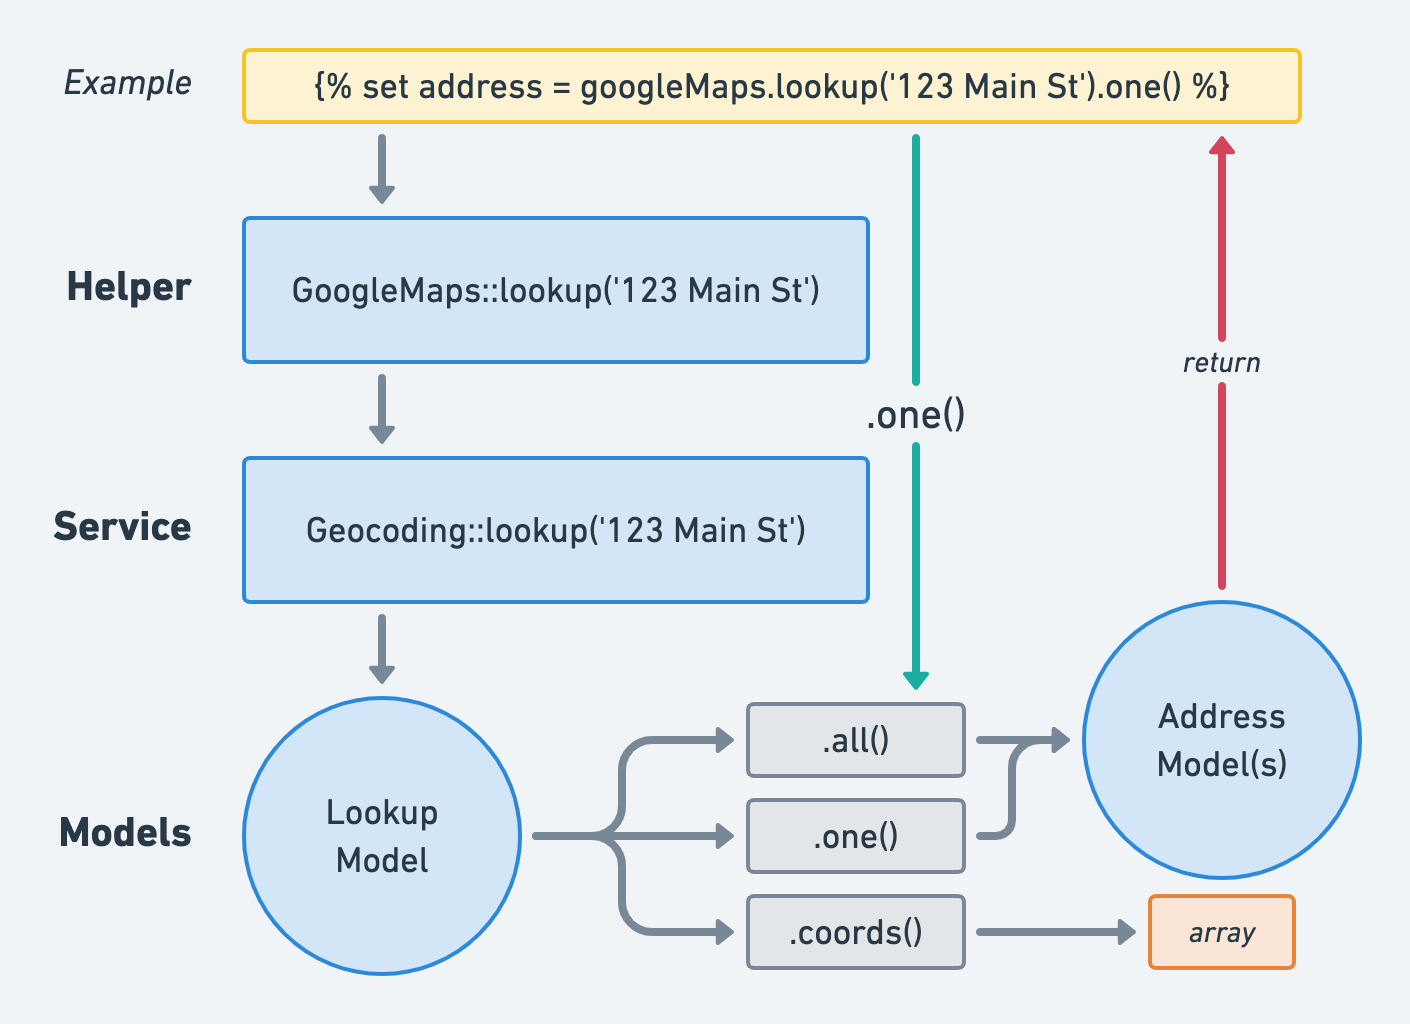 Example
{% set address = googleMaps.lookup('123 Main St').one() %}
Helper
GoogleMaps::lookup('123 Main St')
return
.one()
Service
Geocoding::lookup('123 Main St')
Models
Lookup
Model
.all()
.one()
.coords()
Address
Model(s)
array